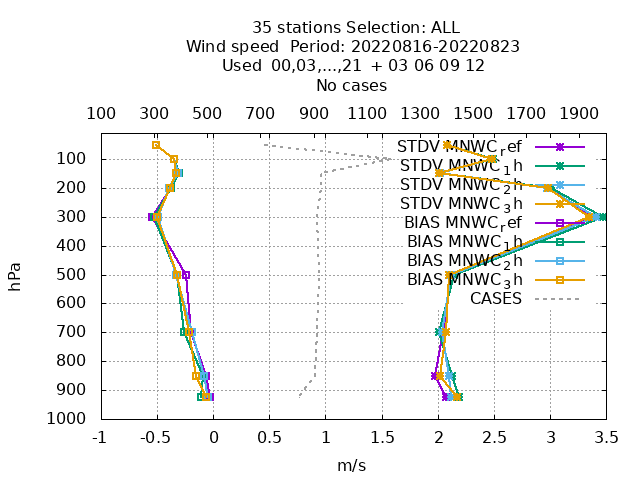 35 stations Selection: ALL
Wind speed  Period: 20220816-20220823
Used  00,03,...,21  + 03 06 09 12
No cases
100 300 500 700 900 1100 1300 1500 1700 1900
STDV MNWC_ref
STDV MNWC_1h
STDV MNWC_2h
STDV MNWC_3h
BIAS MNWC_ref
BIAS MNWC_1h
BIAS MNWC_2h
BIAS MNWC_3h
CASES
100
200
300
400
500
600
700
800
900
1000
hPa
-1 -0.5 0 0.5 1 1.5 2 2.5 3 3.5
m/s